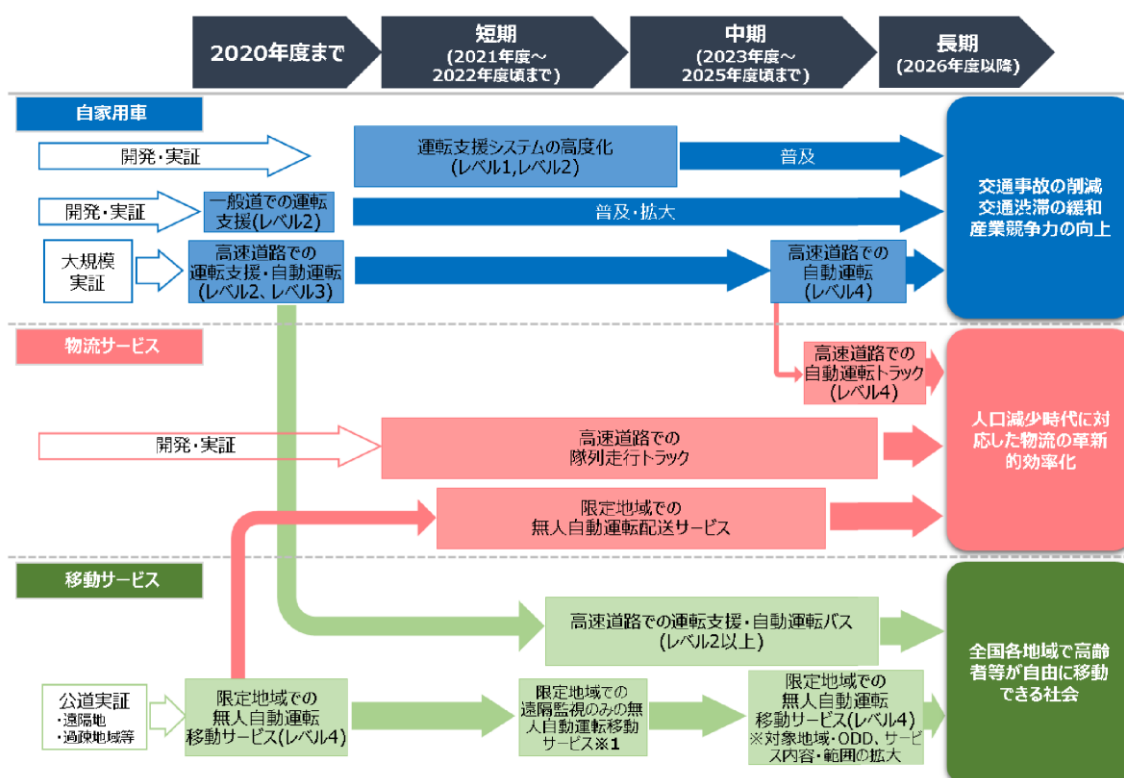 2020年度まで
短期
(2021年度～
2022年度頃まで)
中期
(2023年度～
2025年度頃まで)
長期
(2026年度以降)
自家用車
開発・実証
運転支援システムの高度化
(レベル1,レベル2)
普及
開発・実証
一般道での運転
支援(レベル2)
普及・拡大
大規模
実証
高速道路での
運転支援・自動運転
(レベル2、レベル3)
高速道路での
自動運転
(レベル4)
交通事故の削減
交通渋滞の緩和
産業競争力の向上
物流サービス
高速道路での
自動運転トラック
(レベル4)
開発・実証
高速道路での
隊列走行トラック
限定地域での
無人自動運転配送サービス
人口減少時代に対
応した物流の革新
的効率化
移動サービス
高速道路での運転支援・自動運転バス
(レベル2以上)
公道実証
・遠隔地
・過疎地域等
限定地域での
無人自動運転
移動サービス(レベル4)
限定地域での
遠隔監視のみの無
人自動運転移動
サービス※1
限定地域での
無人自動運転
移動サービス(レベル4)
※対象地域・ODD、サービ
ス内容・範囲の拡大
全国各地域で高齢
者等が自由に移動
できる社会